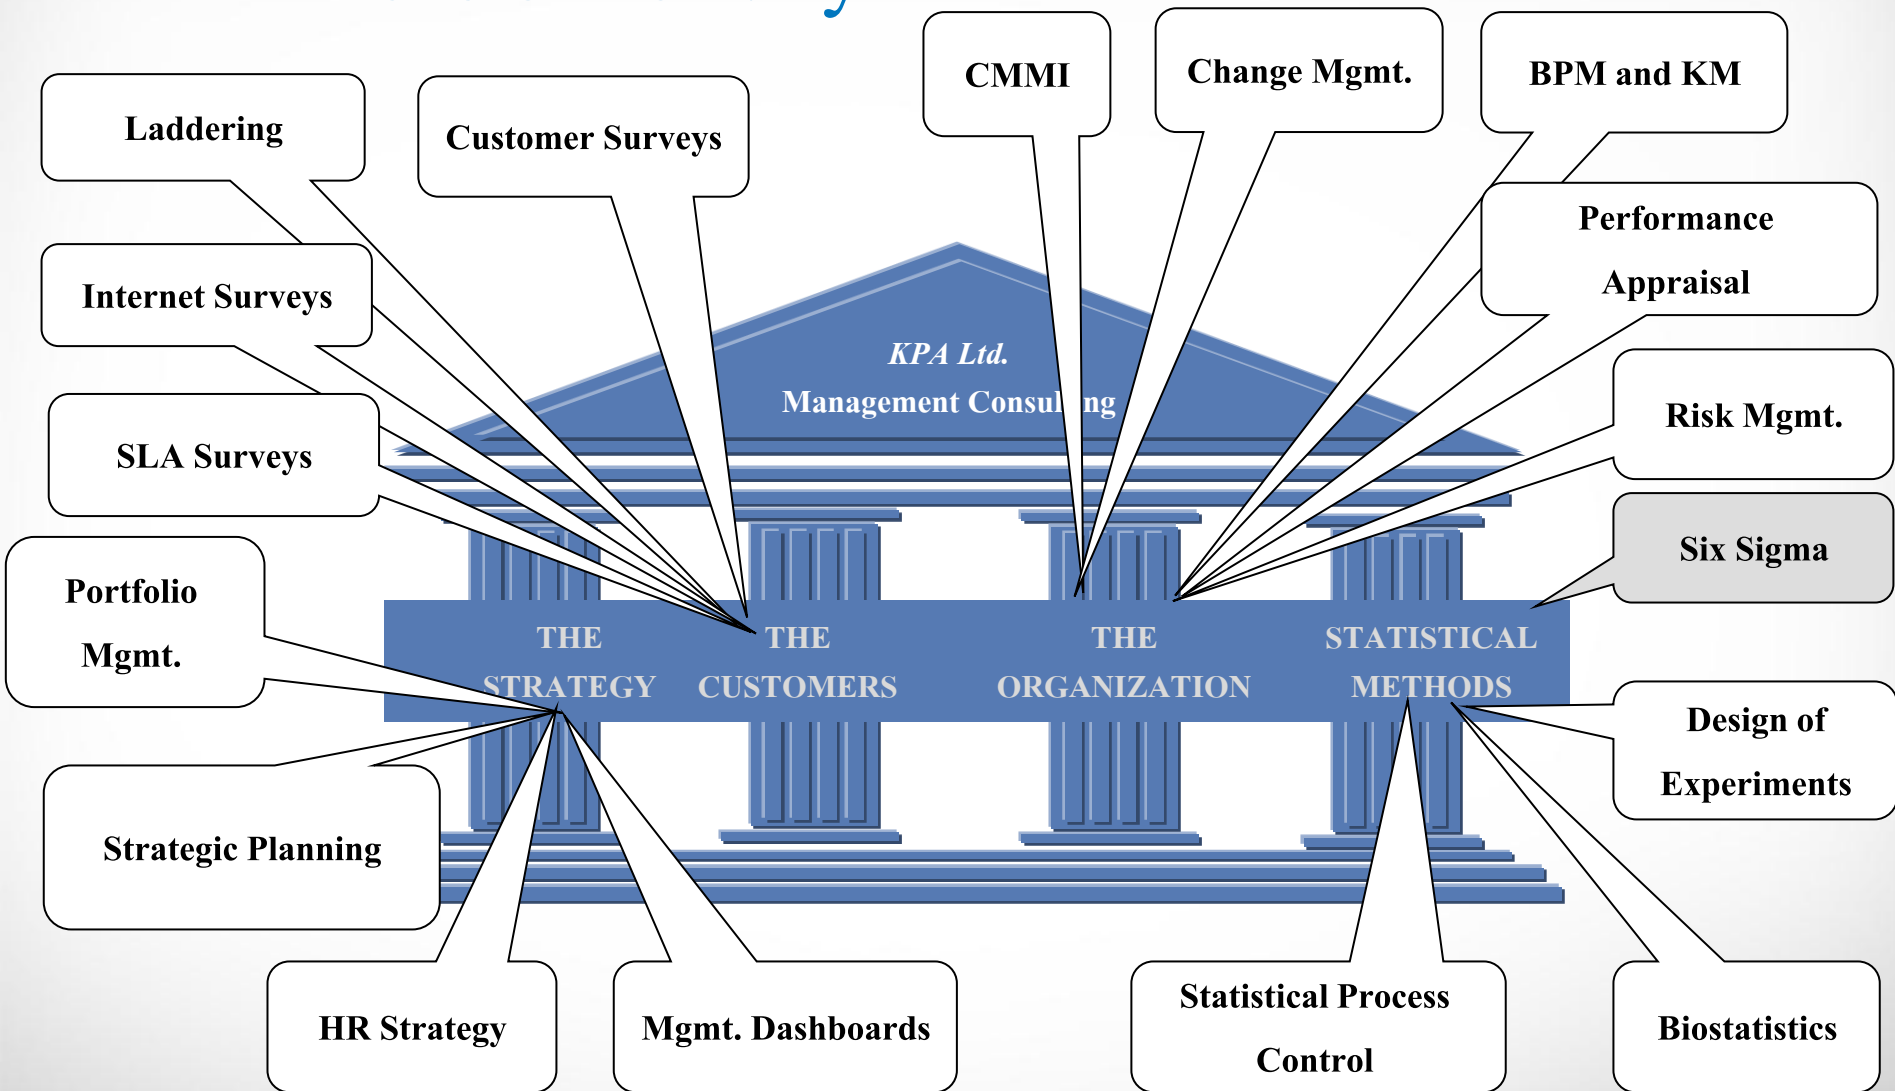 CMMI
Change Mgmt.
BPM and KM
Laddering
Customer Surveys
Performance
Appraisal
Internet Surveys
KPA Ltd.
Management Consulting
Risk Mgmt.
SLA Surveys
Six Sigma
Portfolio
Mgmt.
THE
STRATEGY
THE
CUSTOMERS
THE
ORGANIZATION
STATISTICAL
METHODS
Design of
Experiments
Strategic Planning
HR Strategy
Mgmt. Dashboards
Statistical Process
Control
Biostatistics